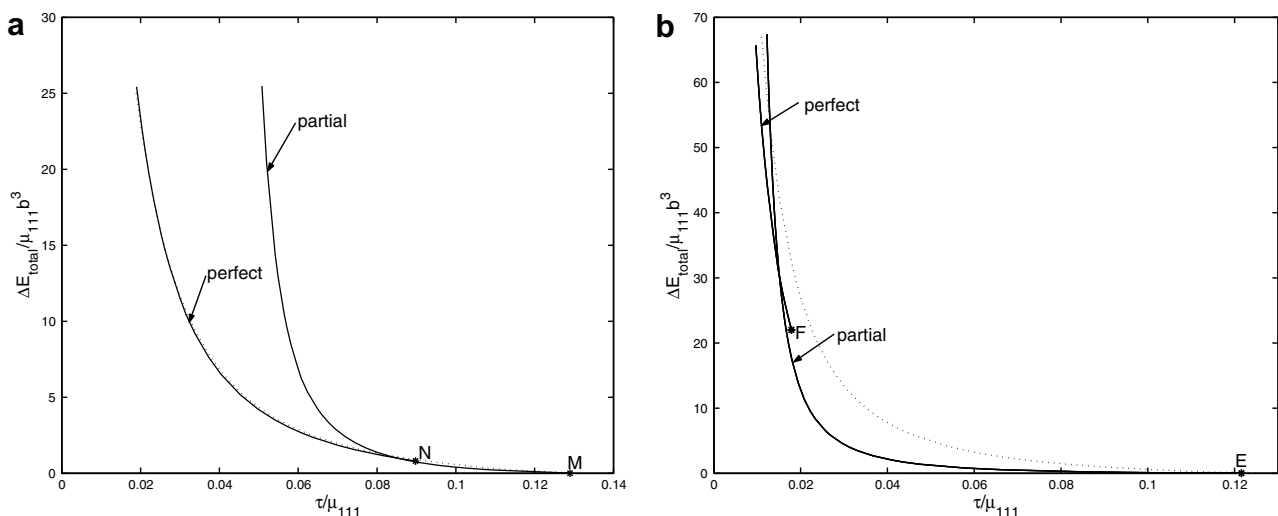 a
30
25
20
15
10
5
0
ΔE_total/μ_111 b^3
partial
perfect
N
M
0 0.02 0.04 0.06 0.08 0.1 0.12 0.14
τ/μ_111
b
70
60
50
40
30
20
10
0
ΔE_total/μ_111 b^3
perfect
F
partial
E
0 0.02 0.04 0.06 0.08 0.1 0.12
τ/μ_111